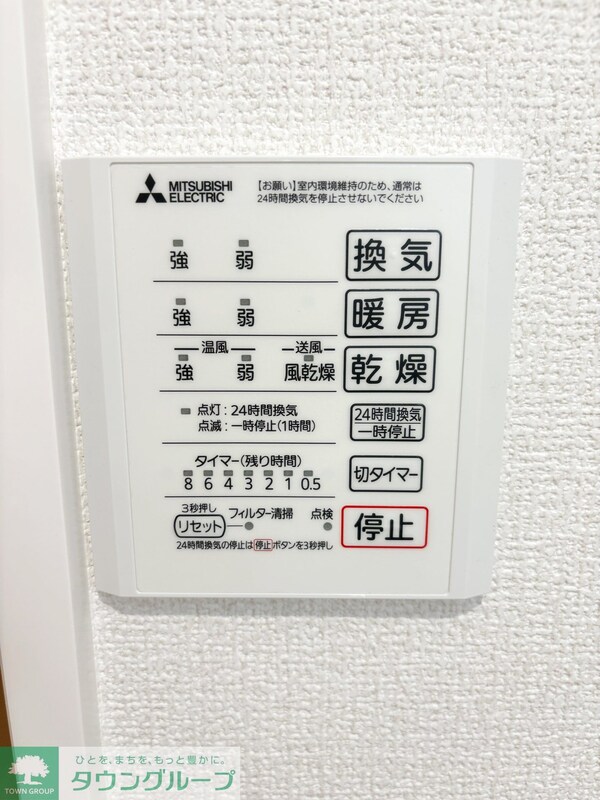 MITSUBISHI
ELECTRIC
【お願い】室内環境維持のため、通常は
24時間換気を停止させないでください
強 弱 換気
強 弱 暖房
温風 送風
強 弱 風乾燥 乾燥
点灯:24時間換気
点滅:一時停止(1時間)
24時間換気
一時停止
タイマー(残り時間)
8 6 4 3 2 1 0.5
切タイマー
3秒押し
リセット フィルター清掃 点検
停止
24時間換気の停止は停止ボタンを3秒押し
TOWN GROUP
ひとを、まちを、もっと豊かに。
タウングループ